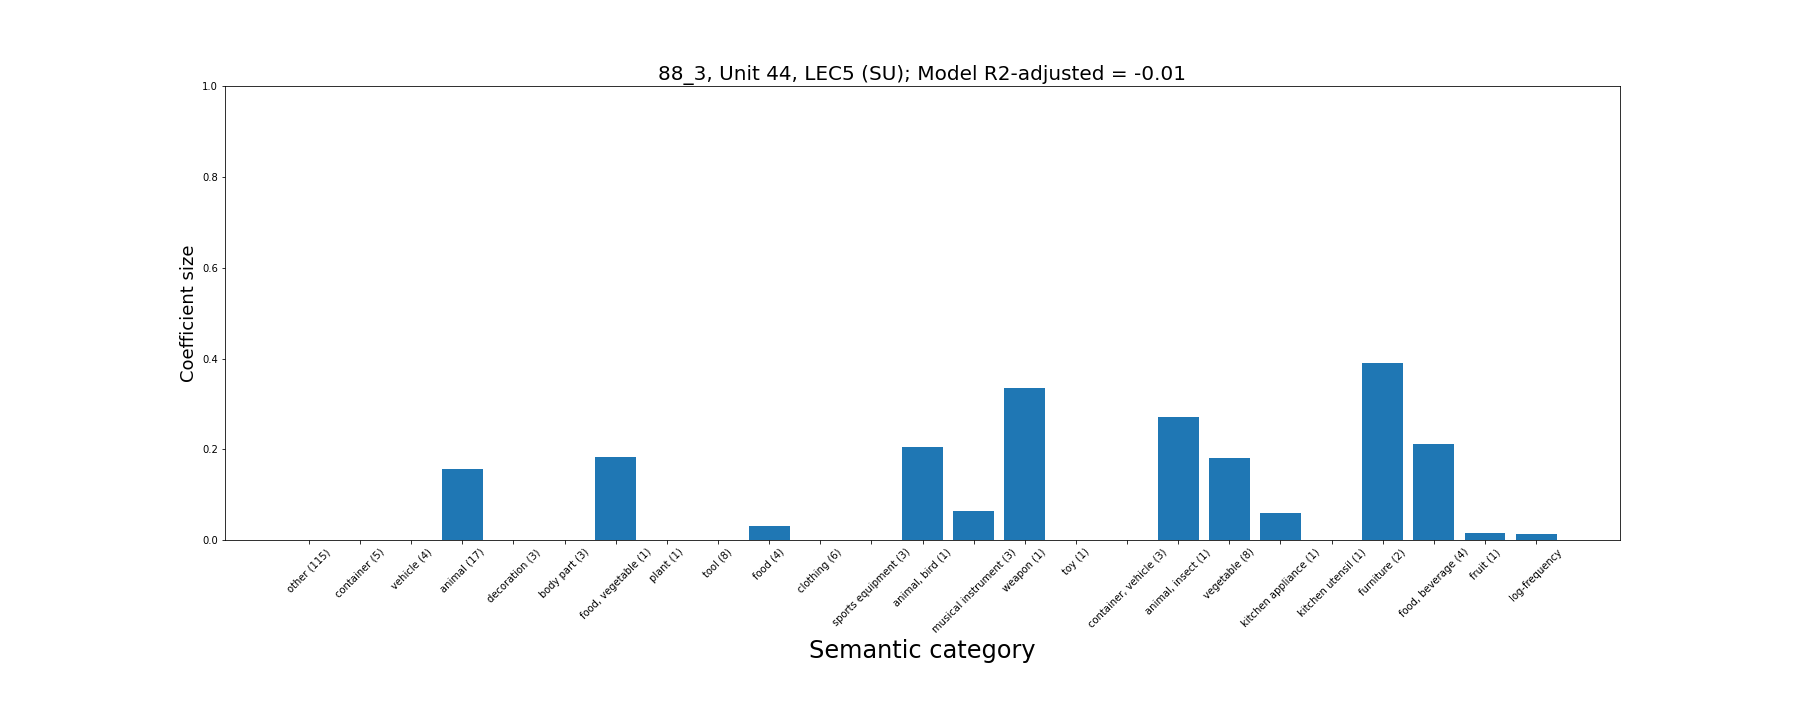 88_3, Unit 44, LEC5 (SU); Model R2-adjusted = -0.01
Coefficient size
1.0
0.8
0.6
0.4
0.2
0.0
other (115)
container (5)
vehicle (4)
animal (17)
decoration (3)
body part (3)
food, vegetable (1)
plant (1)
tool (8)
food (4)
clothing (6)
sports equipment (3)
animal, bird (1)
musical instrument (3)
weapon (1)
toy (1)
container, vehicle (3)
animal, insect (1)
vegetable (8)
kitchen appliance (1)
kitchen utensil (1)
furniture (2)
food, beverage (4)
fruit (1)
log-frequency
Semantic category